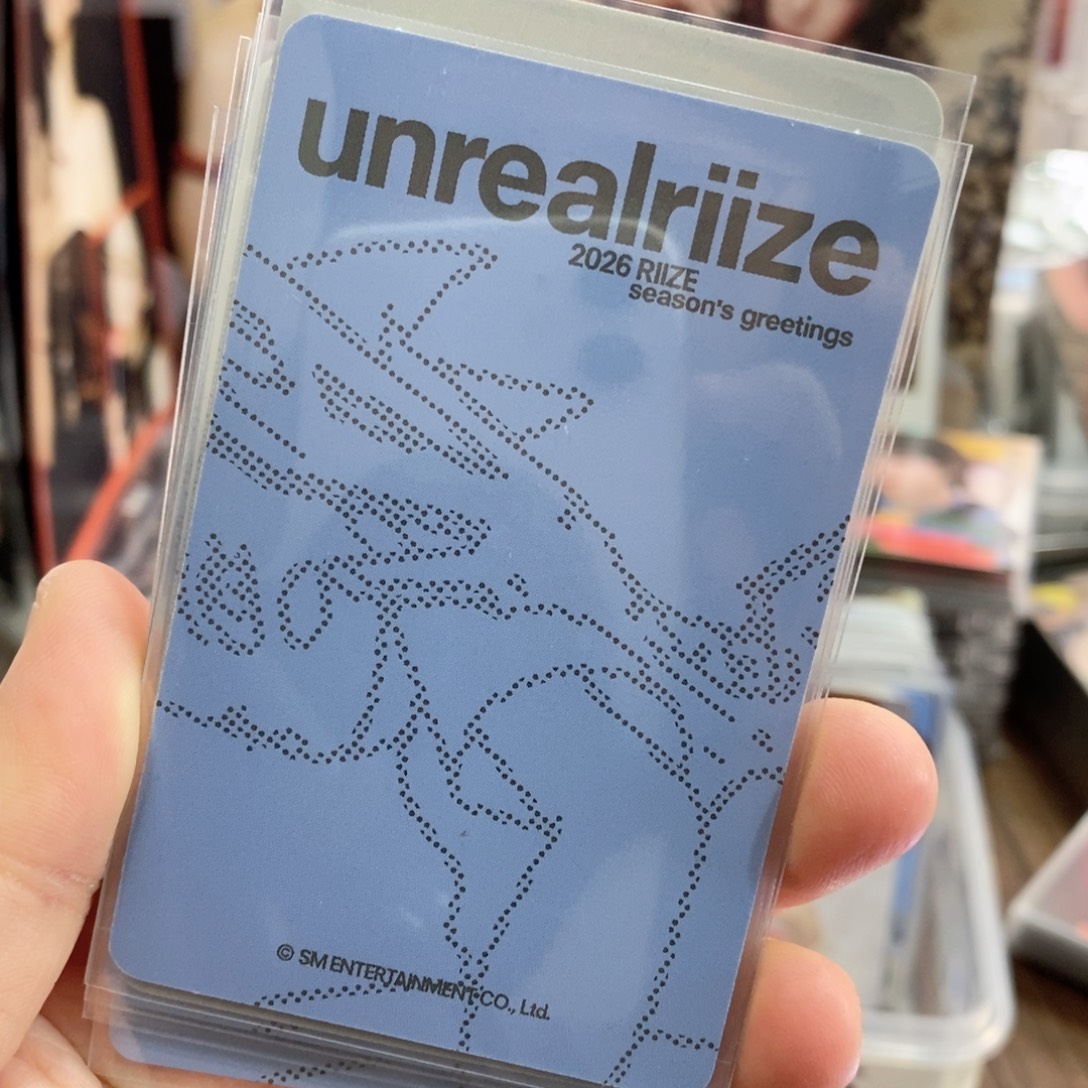 unrealriize
2026 RIIZE
season's greetings
© SM ENTERTAINMENT CO., Ltd.